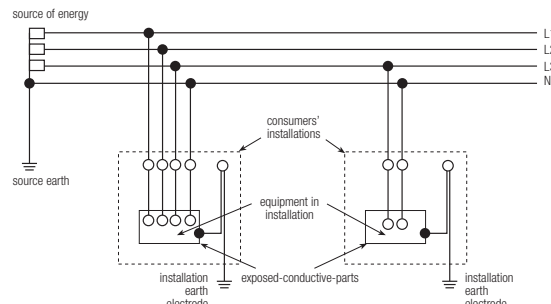 source of energy
L1
L2
L3
N
source earth
consumers'
installations
equipment in
installation
exposed-conductive-parts
installation
earth
electrode
installation
earth
electrode